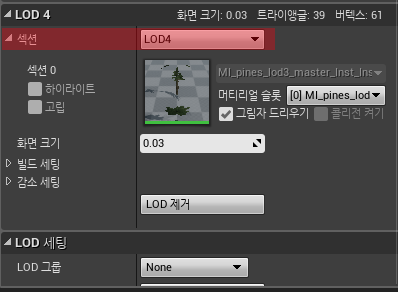 LOD 4 화면 크기: 0.03 트라이앵글: 39 버텍스: 61
섹션 LOD4
섹션 0
하이라이트
고립
MI_pines_lod3_master_Inst_Ins
머티리얼 슬롯 [0] MI_pines_lod
그림자 드리우기 콜리전 켜기
화면 크기 0.03
빌드 세팅
감소 세팅
LOD 제거
LOD 세팅
LOD 그룹 None